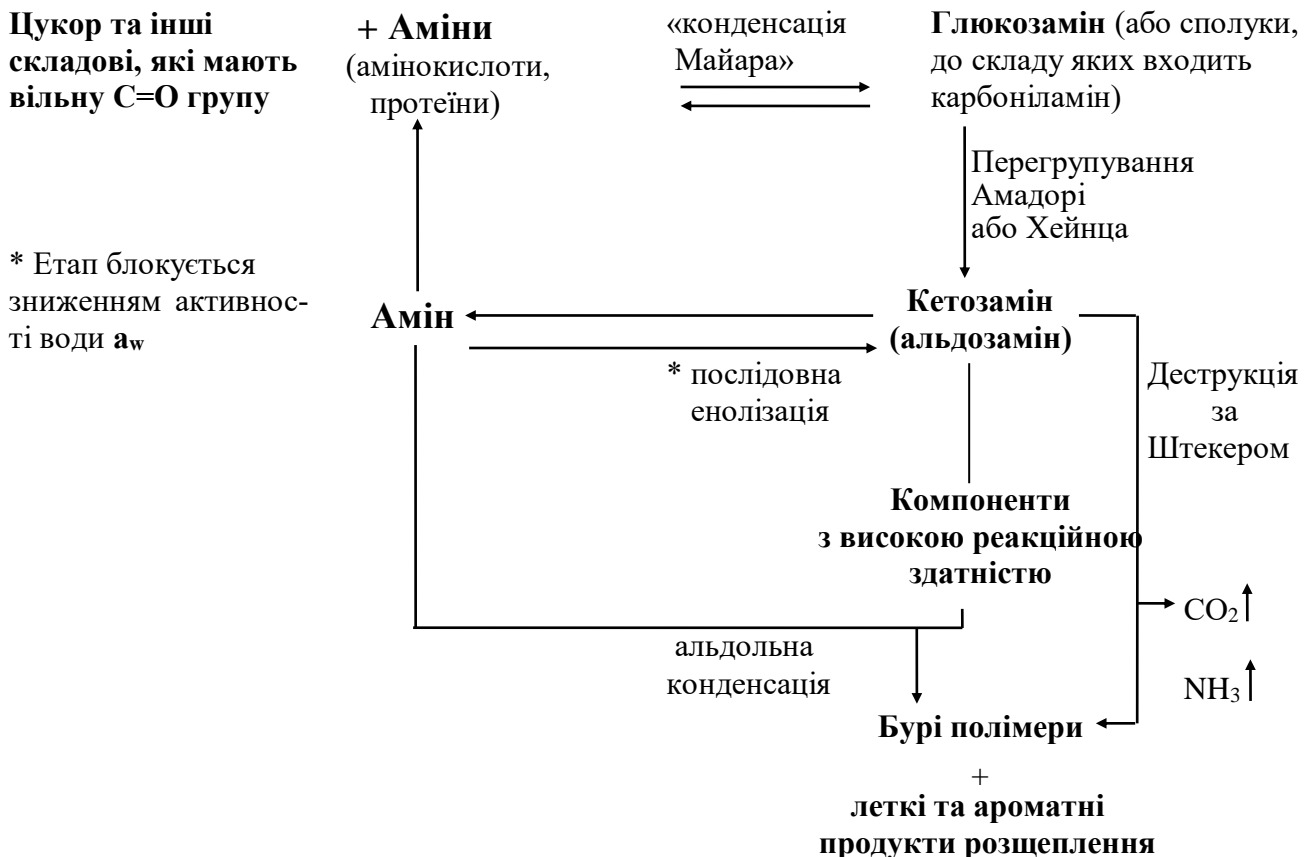 Цукор та інші
складові, які мають
вільну С=О групу
+ Аміни
(амінокислоти,
протеїни)
«конденсація
Майара»
Глюкозамін (або сполуки,
до складу яких входить
карбоніламін)
Перегрупування
Амадорі
або Хейнца
* Етап блокується
зниженням активнос-
ті води aw
Амін
Кетозамін
(альдозамін)
* послідовна
енолізація
Деструкція
за
Штекером
Компоненти
з високою реакційною
здатністю
CO₂
альдольна
конденсація
NH₃
Бурі полімери
+
леткі та ароматні
продукти розщеплення